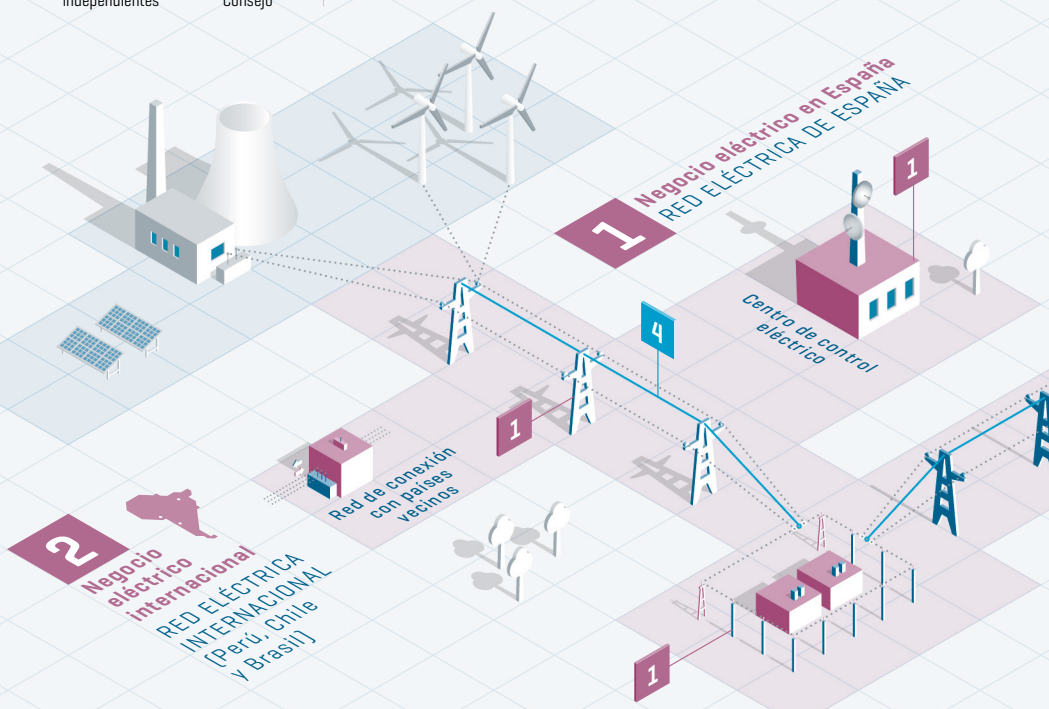 independientes
Consejo
1
Negocio eléctrico en España
RED ELÉCTRICA DE ESPAÑA
1
Centro de control
eléctrico
4
1
Red de conexión
con países
vecinos
2
Negocio
eléctrico
internacional
RED ELÉCTRICA
INTERNACIONAL
(Perú, Chile
y Brasil)
1